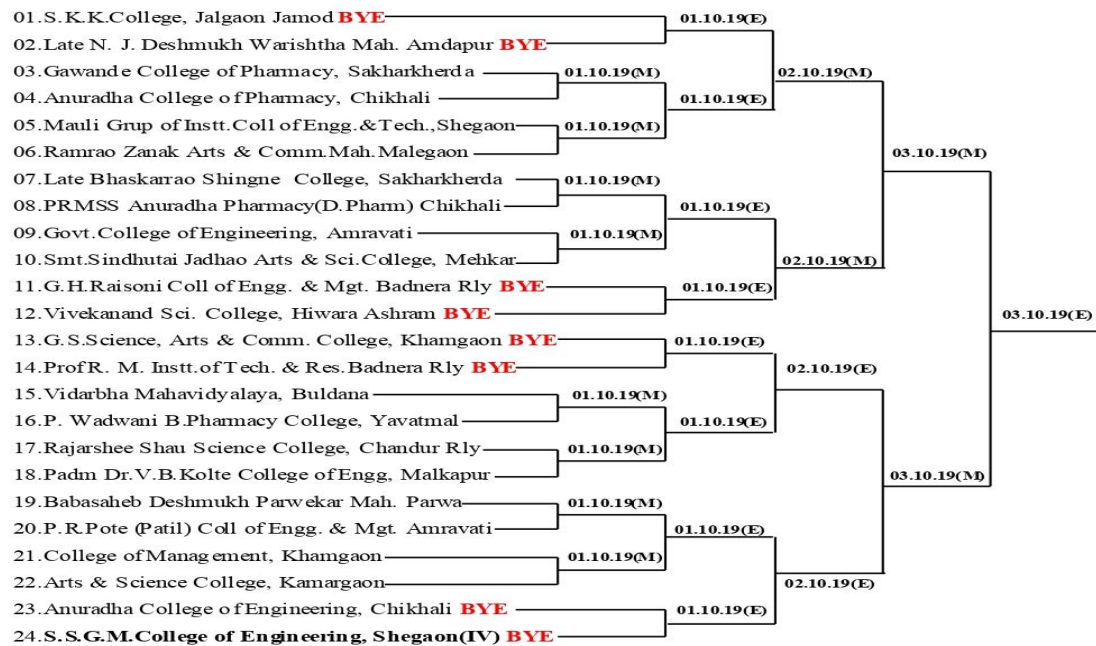 01.S.K.K.College, Jalgaon Jamod BYE
01.10.19(E)
02.Late N. J. Deshmukh Warishtha Mah. Amdapur BYE
03.Gawande College of Pharmacy, Sakharkherda
01.10.19(M)
02.10.19(M)
04.Anuradha College of Pharmacy, Chikhali
01.10.19(E)
05.Mauli Grup of Instt.Coll of Engg.&Tech.,Shegaon
01.10.19(M)
06.Ramrao Zanak Arts & Comm.Mah.Malegaon
03.10.19(M)
07.Late Bhaskarrao Shingne College, Sakharkherda
01.10.19(M)
08.PRMSS Anuradha Pharmacy(D.Pharm) Chikhali
01.10.19(E)
09.Govt.College of Engineering, Amravati
01.10.19(M)
10.Smt.Sindhutai Jadhao Arts & Sci.College, Mehkar
02.10.19(M)
11.G.H.Raisoni Coll of Engg. & Mgt. Badnera Rly BYE
01.10.19(E)
12.Vivekanand Sci. College, Hiwara Ashram BYE
03.10.19(E)
13.G.S.Science, Arts & Comm. College, Khamgaon BYE
01.10.19(E)
14.Prof R. M. Instt.of Tech. & Res.Badnera Rly BYE
02.10.19(E)
15.Vidarbha Mahavidyalaya, Buldana
01.10.19(M)
16.P. Wadwani B.Pharmacy College, Yavatmal
01.10.19(E)
17.Rajarshee Shau Science College, Chandur Rly
01.10.19(M)
18.Padm Dr.V.B.Kolte College of Engg, Malkapur
03.10.19(M)
19.Babasaheb Deshmukh Parwekar Mah. Parwa
01.10.19(M)
20.P.R.Pote (Patil) Coll of Engg. & Mgt. Amravati
01.10.19(E)
21.College of Management, Khamgaon
01.10.19(M)
22.Arts & Science College, Kamargaon
02.10.19(E)
23.Anuradha College of Engineering, Chikhali BYE
01.10.19(E)
24.S.S.G.M.College of Engineering, Shegaon(IV) BYE